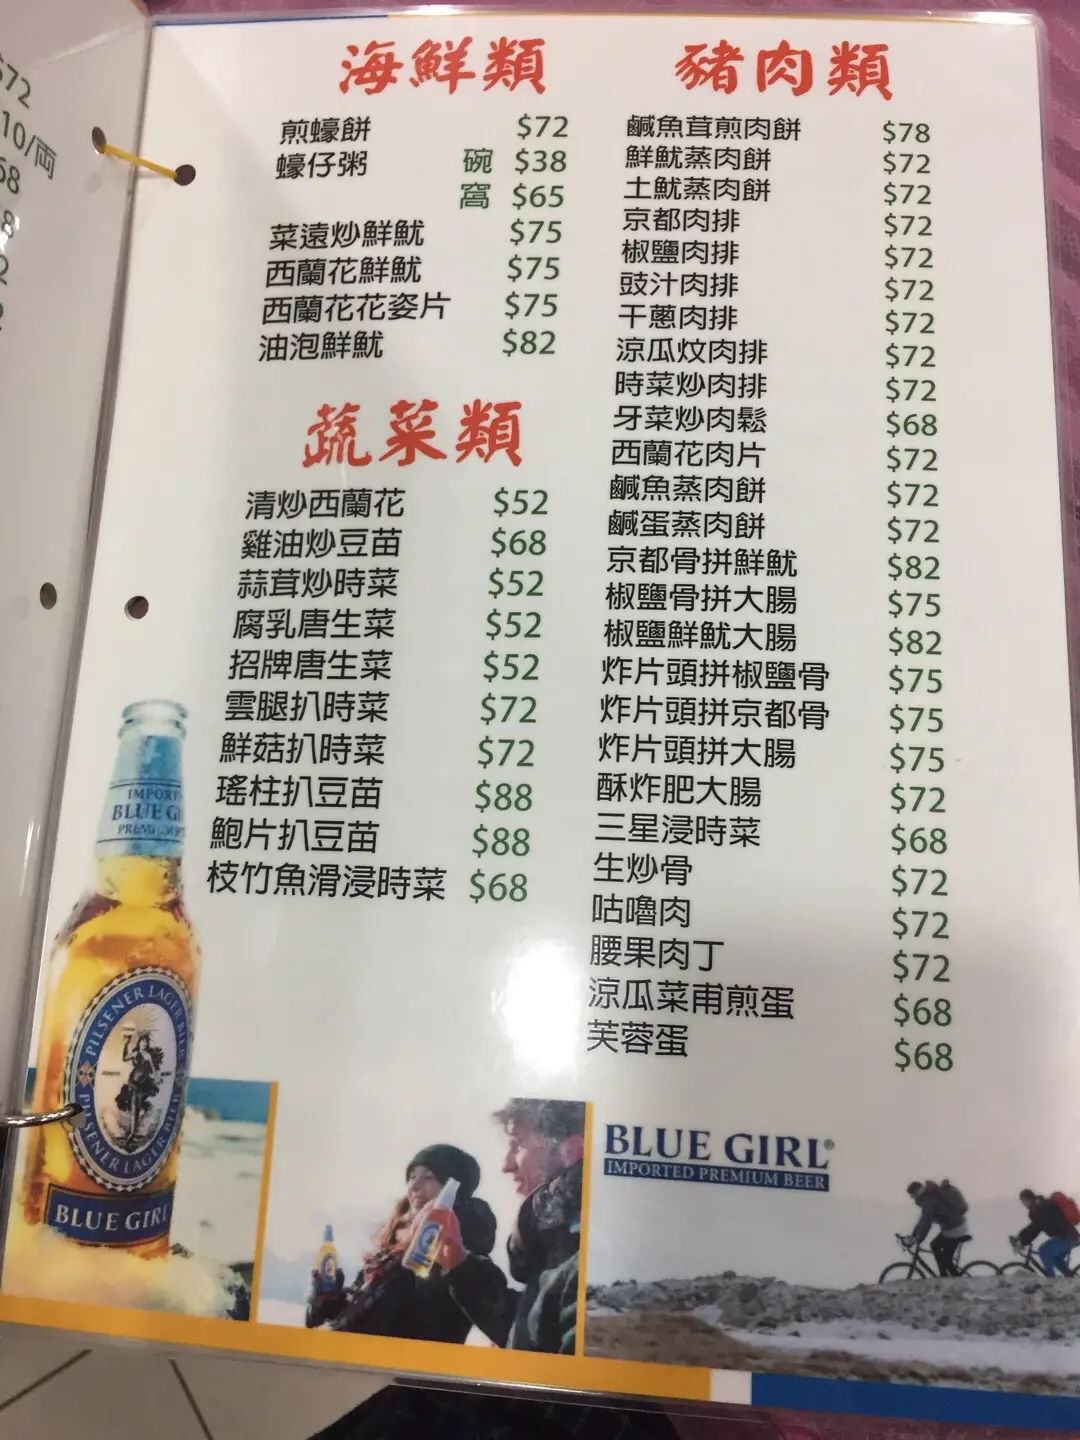 $72
10/両
海鮮類
煎蠔餅 $72
蠔仔粥 碗 $38
窩 $65
菜遠炒鮮魷 $75
西蘭花鮮魷 $75
西蘭花花姿片 $75
油泡鮮魷 $82
蔬菜類
清炒西蘭花 $52
雞油炒豆苗 $68
蒜茸炒時菜 $52
腐乳唐生菜 $52
招牌唐生菜 $52
雲腿扒時菜 $72
鮮菇扒時菜 $72
瑤柱扒豆苗 $88
鮑片扒豆苗 $88
枝竹魚滑浸時菜 $68
豬肉類
鹹魚茸煎肉餅 $78
鮮魷蒸肉餅 $72
土魷蒸肉餅 $72
京都肉排 $72
椒鹽肉排 $72
豉汁肉排 $72
干蔥肉排 $72
涼瓜炆肉排 $72
時菜炒肉排 $72
牙菜炒肉鬆 $68
西蘭花肉片 $72
鹹魚蒸肉餅 $72
鹹蛋蒸肉餅 $72
京都骨拼鮮魷 $82
椒鹽骨拼大腸 $75
椒鹽鮮魷大腸 $82
炸片頭拼椒鹽骨 $75
炸片頭拼京都骨 $75
炸片頭拼大腸 $75
酥炸肥大腸 $72
三星浸時菜 $68
生炒骨 $72
咕嚕肉 $72
腰果肉丁 $72
涼瓜菜甫煎蛋 $68
芙蓉蛋 $68
IMPORT
BLUE GI
PILSENER LAGER BIER
PILSENER LAGER BIER
BLUE GIRL
BLUE GIRL®
IMPORTED PREMIUM BEER